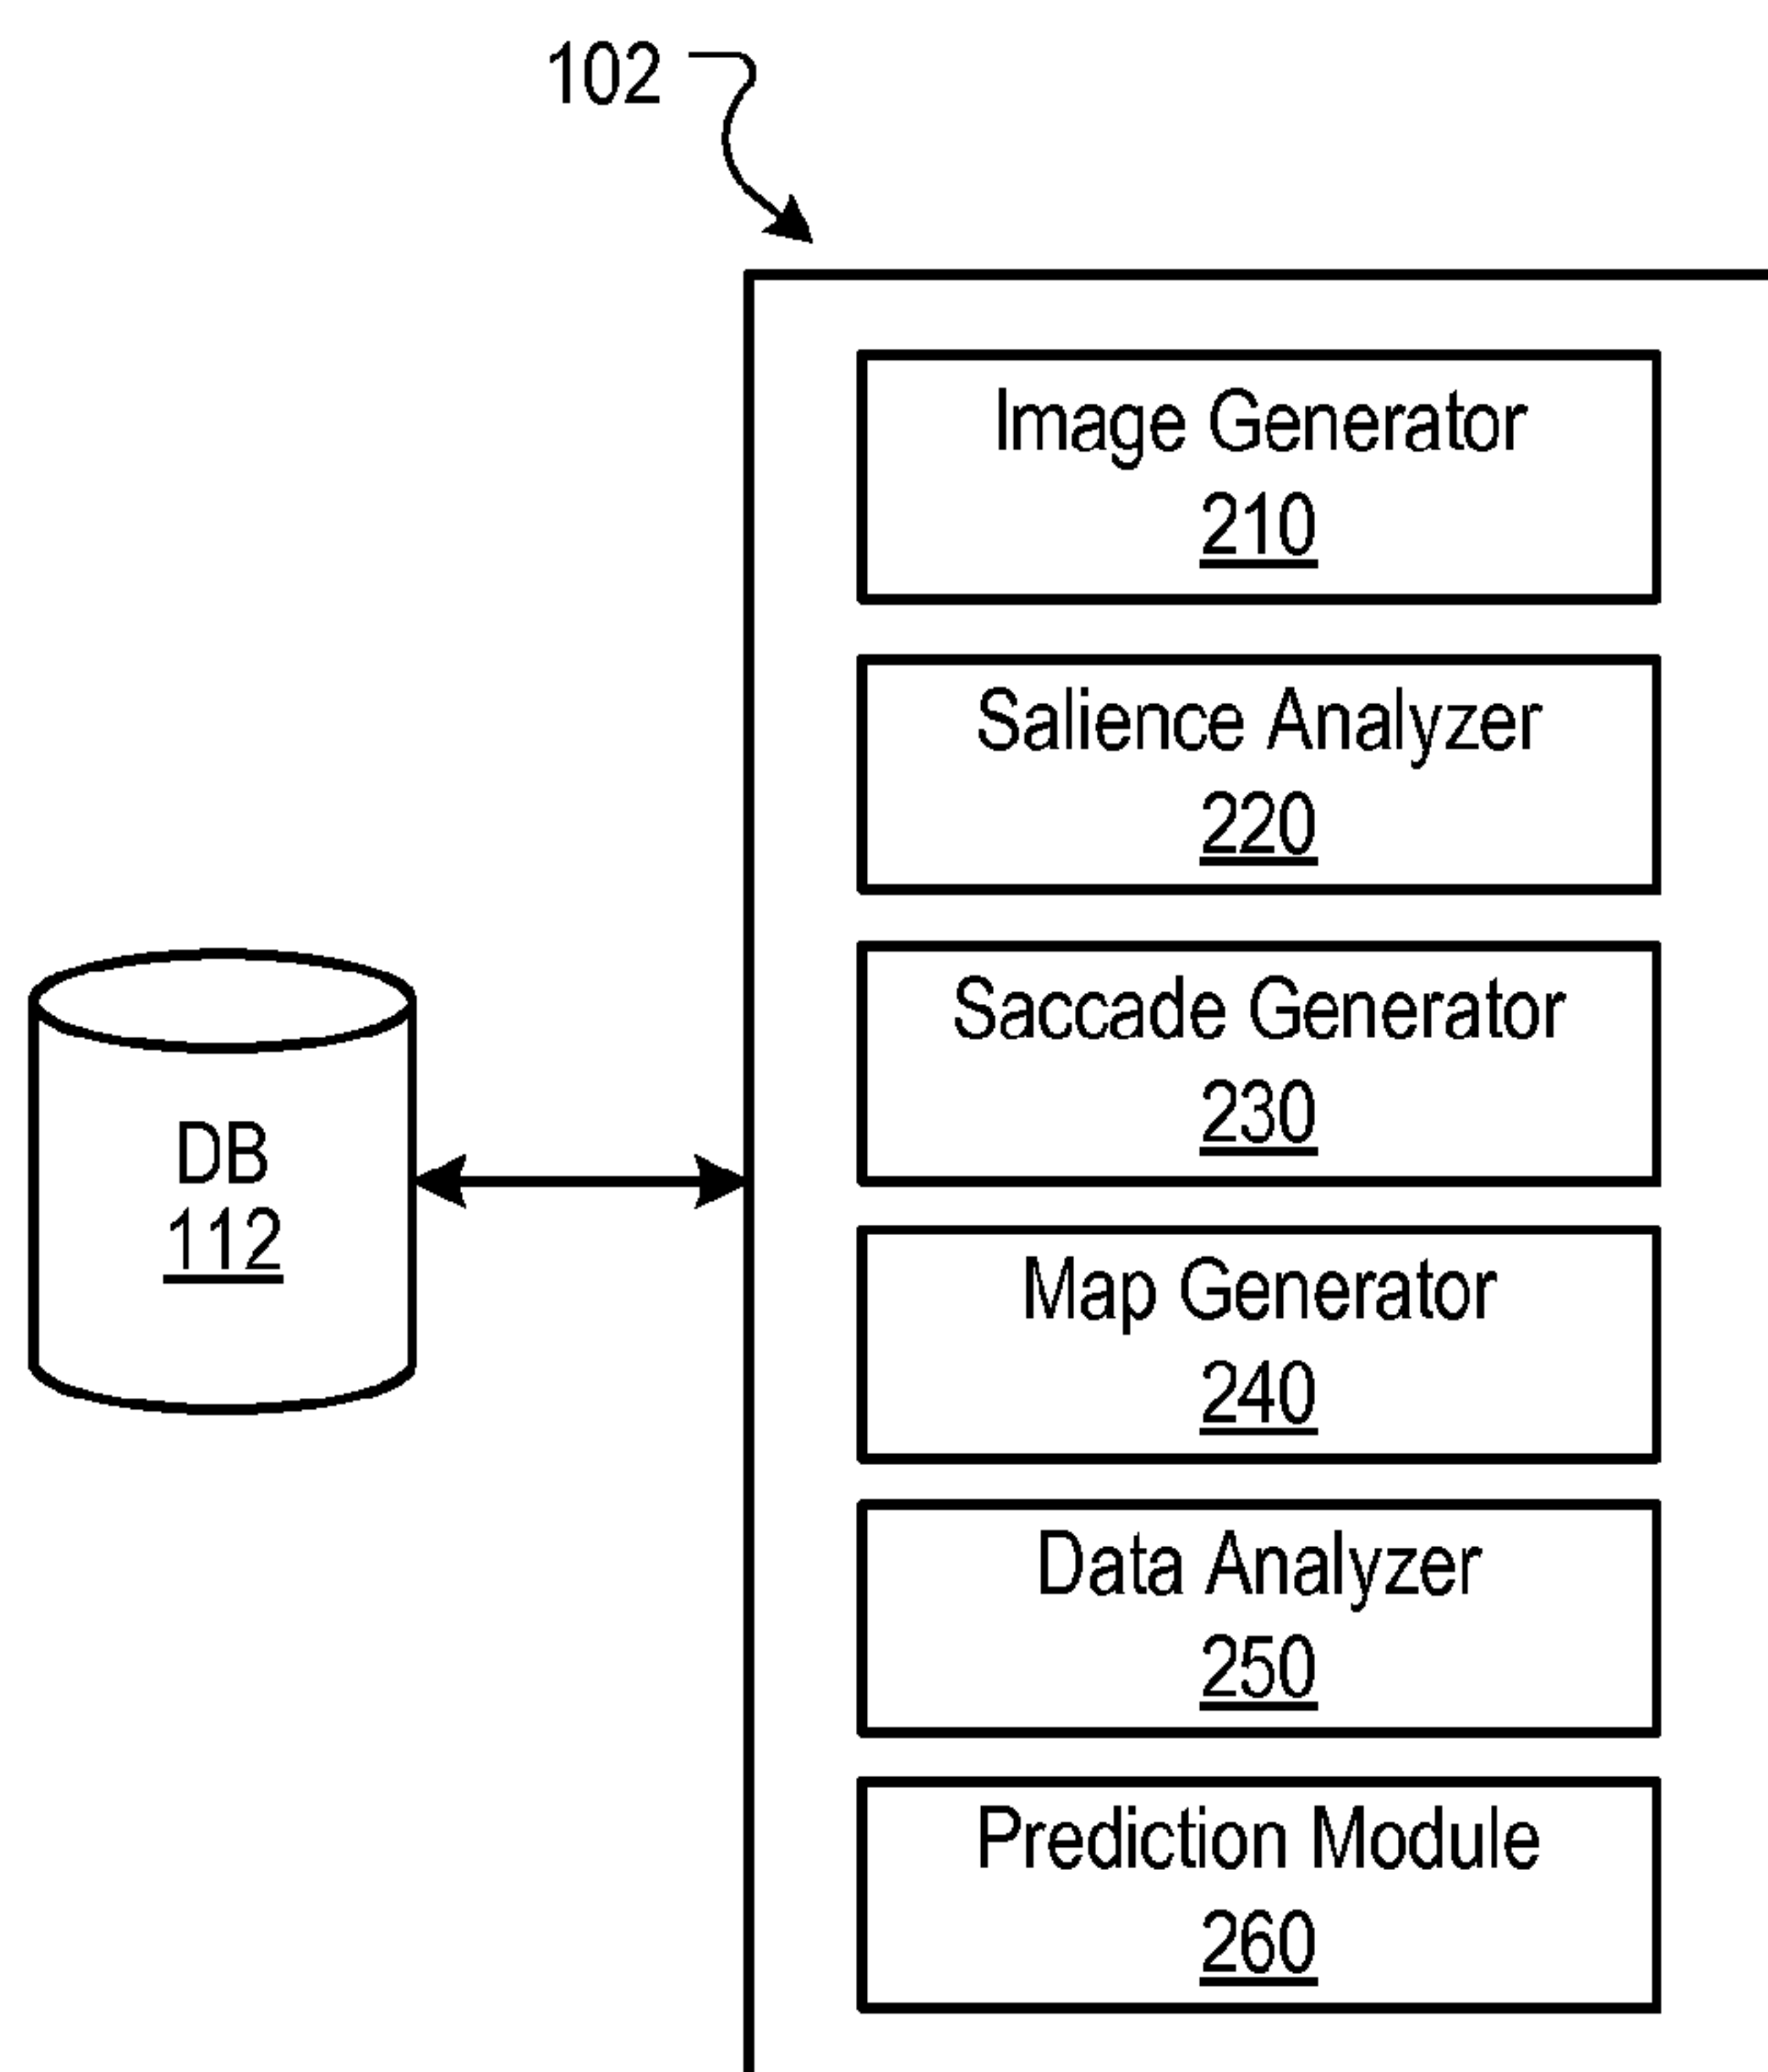 102
Image Generator
210
Salience Analyzer
220
Saccade Generator
230
DB
112
Map Generator
240
Data Analyzer
250
Prediction Module
260